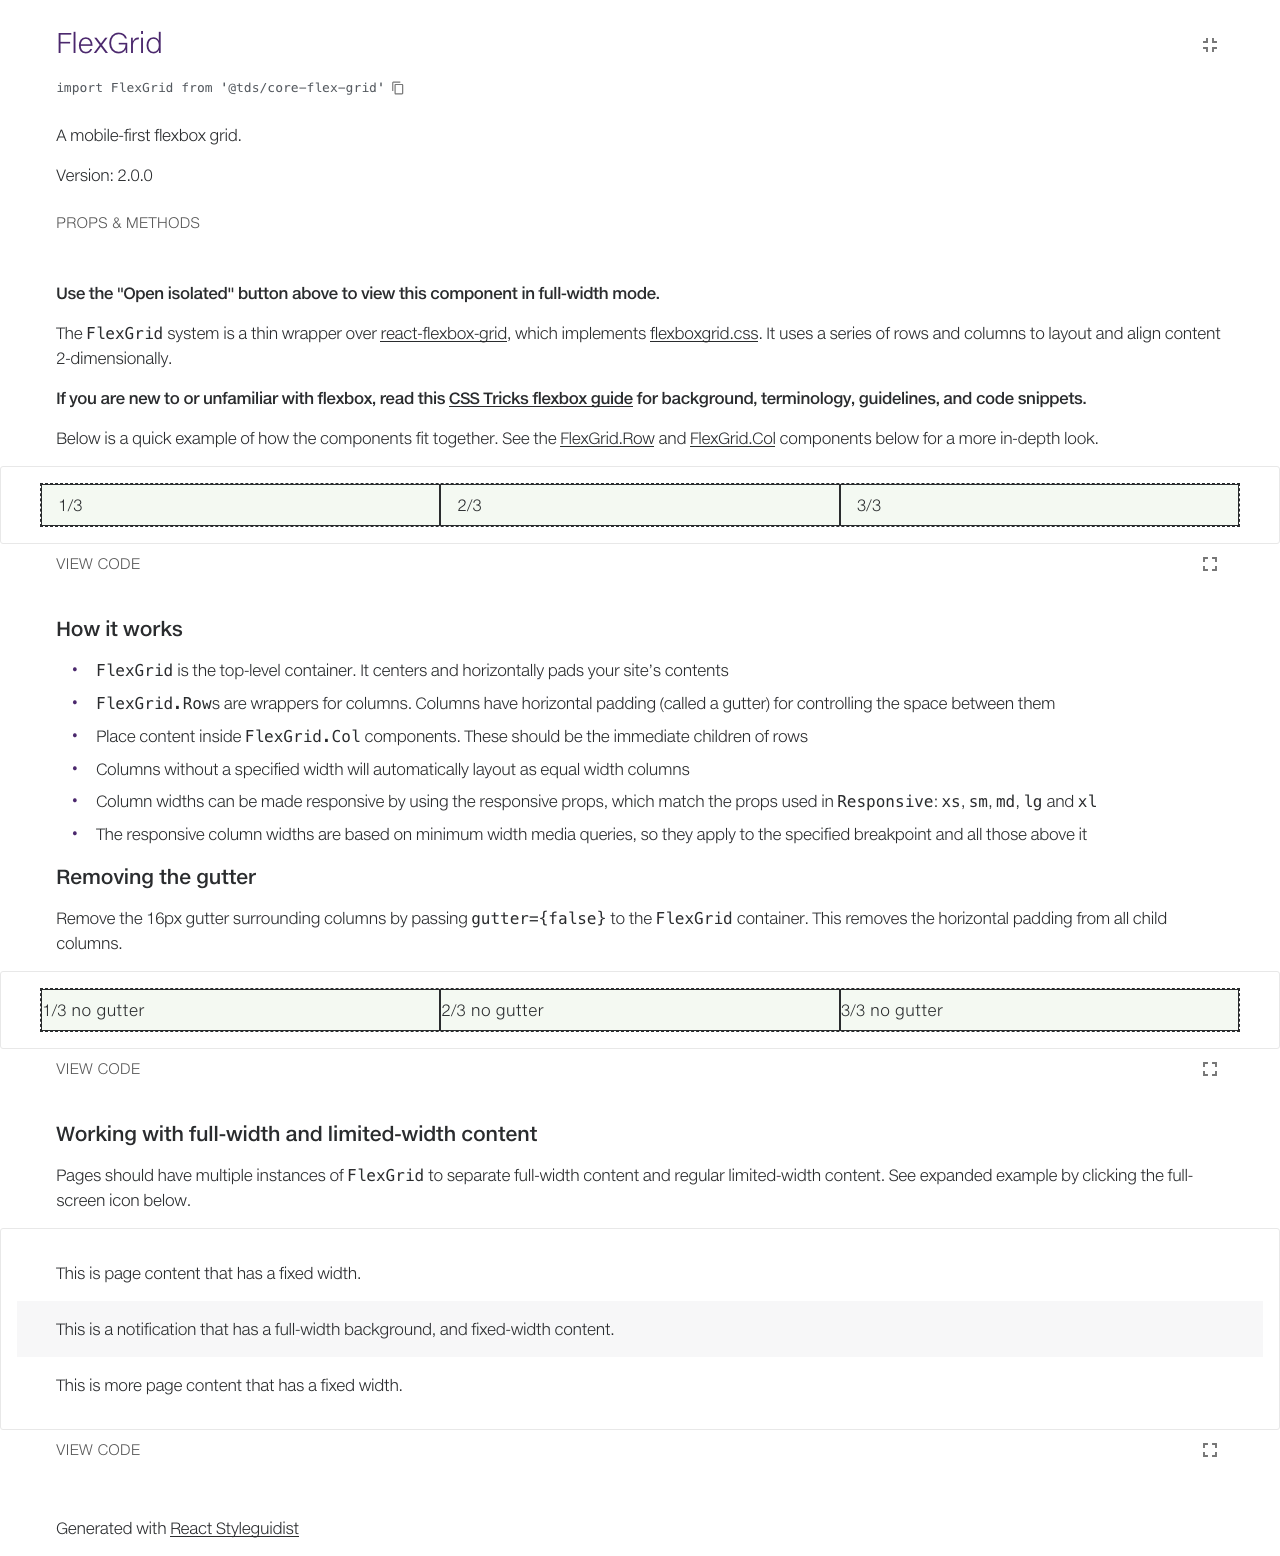 FlexGrid
import FlexGrid from '@tds/core-flex-grid'
A mobile-first flexbox grid.
Version: 2.0.0
PROPS & METHODS
Use the "Open isolated" button above to view this component in full-width mode.
The FlexGrid system is a thin wrapper over react-flexbox-grid, which implements flexboxgrid.css. It uses a series of rows and columns to layout and align content
2-dimensionally.
If you are new to or unfamiliar with flexbox, read this CSS Tricks flexbox guide for background, terminology, guidelines, and code snippets.
Below is a quick example of how the components fit together. See the FlexGrid.Row and FlexGrid.Col components below for a more in-depth look.
1/3 2/3 3/3
VIEW CODE
How it works
• FlexGrid is the top-level container. It centers and horizontally pads your site's contents
• FlexGrid.Rows are wrappers for columns. Columns have horizontal padding (called a gutter) for controlling the space between them
• Place content inside FlexGrid.Col components. These should be the immediate children of rows
• Columns without a specified width will automatically layout as equal width columns
• Column widths can be made responsive by using the responsive props, which match the props used in Responsive: xs, sm, md, lg and xl
• The responsive column widths are based on minimum width media queries, so they apply to the specified breakpoint and all those above it
Removing the gutter
Remove the 16px gutter surrounding columns by passing gutter={false} to the FlexGrid container. This removes the horizontal padding from all child
columns.
1/3 no gutter 2/3 no gutter 3/3 no gutter
VIEW CODE
Working with full-width and limited-width content
Pages should have multiple instances of FlexGrid to separate full-width content and regular limited-width content. See expanded example by clicking the full-
screen icon below.
This is page content that has a fixed width.
This is a notification that has a full-width background, and fixed-width content.
This is more page content that has a fixed width.
VIEW CODE
Generated with React Styleguidist